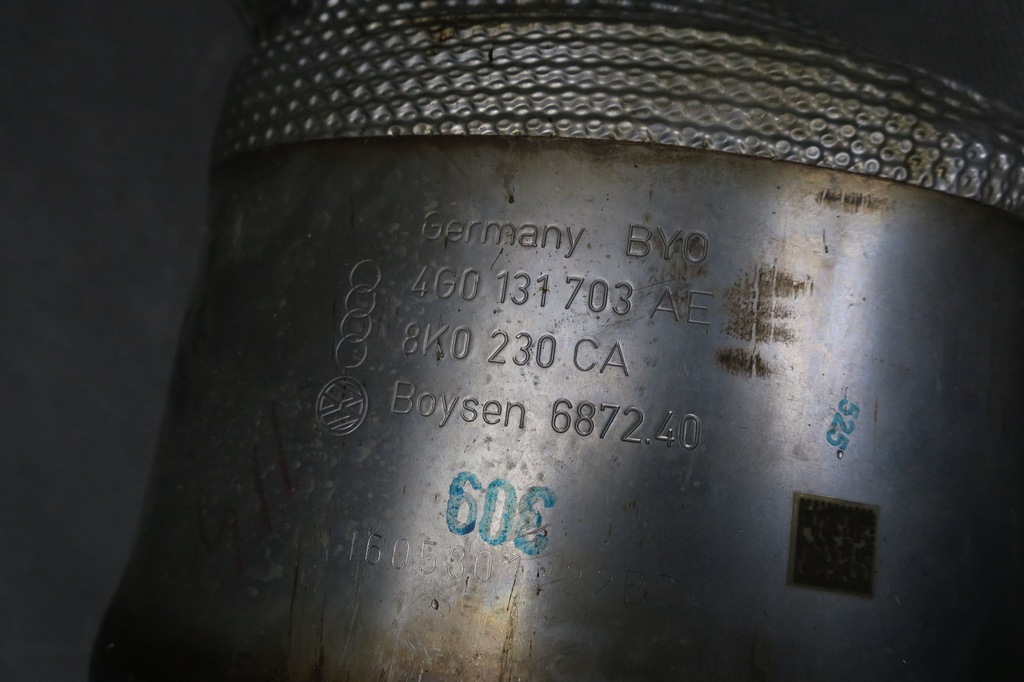 Germany BYO
4G0 131 703 AE
8K0 230 CA
Boysen 6872.40
525
309